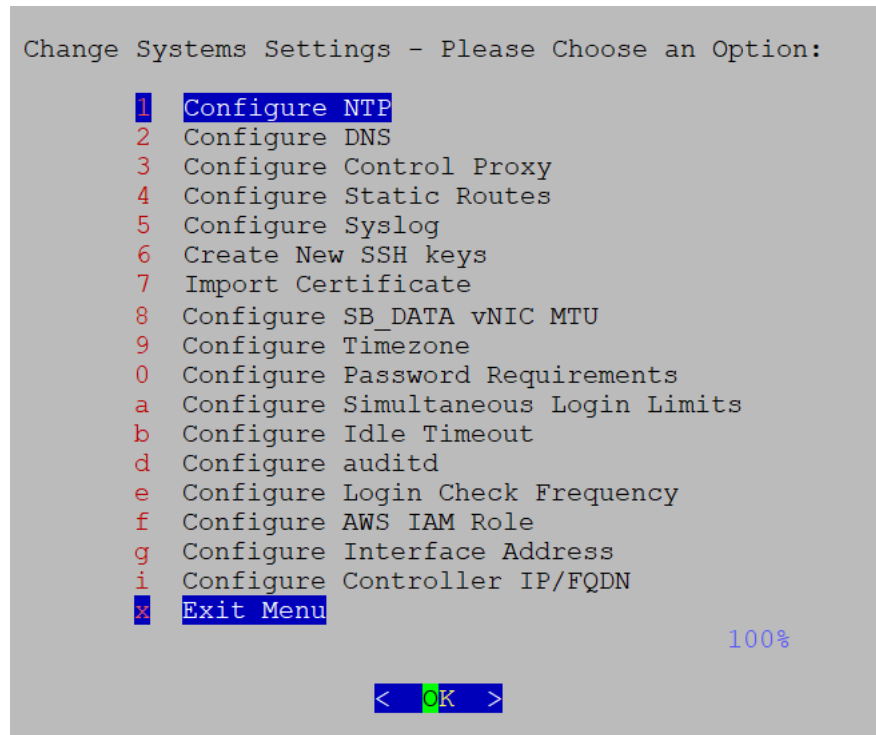 Change Systems Settings - Please Choose an Option:
1 Configure NTP
2 Configure DNS
3 Configure Control Proxy
4 Configure Static Routes
5 Configure Syslog
6 Create New SSH keys
7 Import Certificate
8 Configure SB_DATA vNIC MTU
9 Configure Timezone
0 Configure Password Requirements
a Configure Simultaneous Login Limits
b Configure Idle Timeout
d Configure auditd
e Configure Login Check Frequency
f Configure AWS IAM Role
g Configure Interface Address
i Configure Controller IP/FQDN
x Exit Menu
100%
< OK >